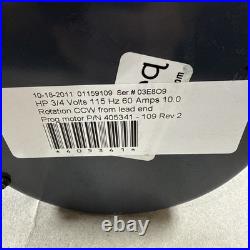 q
.com
10-18-2011 01159109 Ser # 03E8O9
HP 3/4 Volts 115 Hz 60 Amps 10.0
Rotation CCW from lead end
Prog motor P/N 405341 - 109 Rev 2